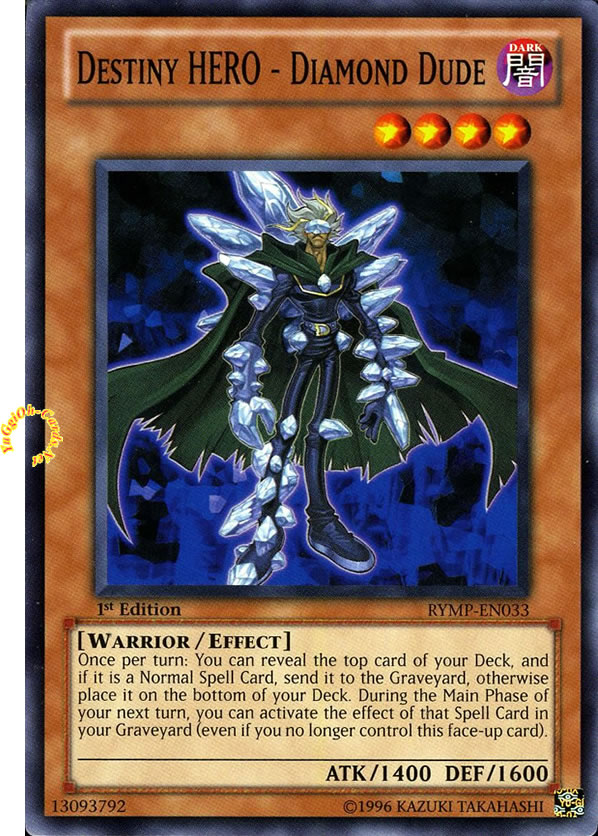 DESTINY HERO - DIAMOND DUDE
DARK
闇
D
YuGgiOh-Cards.Net
1st Edition
RYMP-EN033
[WARRIOR / EFFECT]
Once per turn: You can reveal the top card of your Deck, and
if it is a Normal Spell Card, send it to the Graveyard, otherwise
place it on the bottom of your Deck. During the Main Phase of
your next turn, you can activate the effect of that Spell Card in
your Graveyard (even if you no longer control this face-up card).
ATK/1400 DEF/1600
13093792
©1996 KAZUKI TAKAHASHI